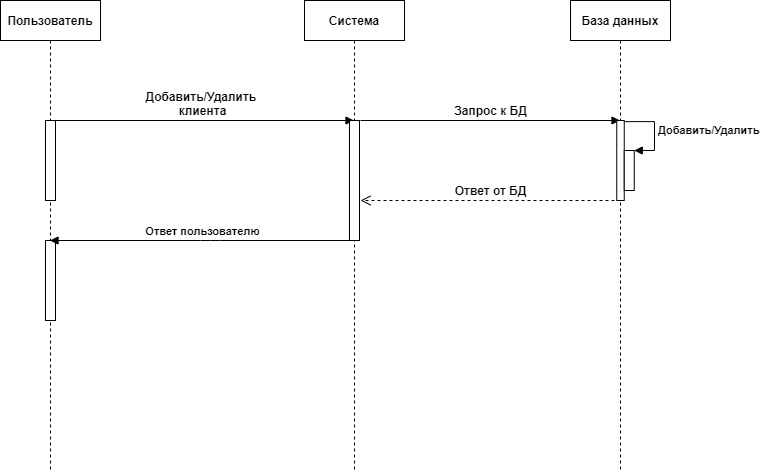 Пользователь
Система
База данных
Добавить/Удалить
клиента
Запрос к БД
Добавить/Удалить
Ответ от БД
Ответ пользователю